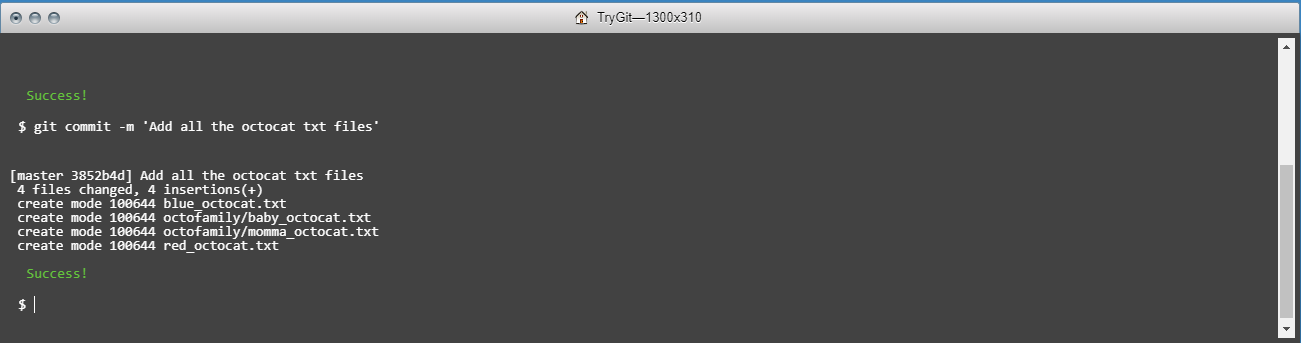 TryGit—1300x310
Success!
$ git commit -m 'Add all the octocat txt files'
[master 3852b4d] Add all the octocat txt files
4 files changed, 4 insertions(+)
create mode 100644 blue_octocat.txt
create mode 100644 octofamily/baby_octocat.txt
create mode 100644 octofamily/momma_octocat.txt
create mode 100644 red_octocat.txt
Success!
$